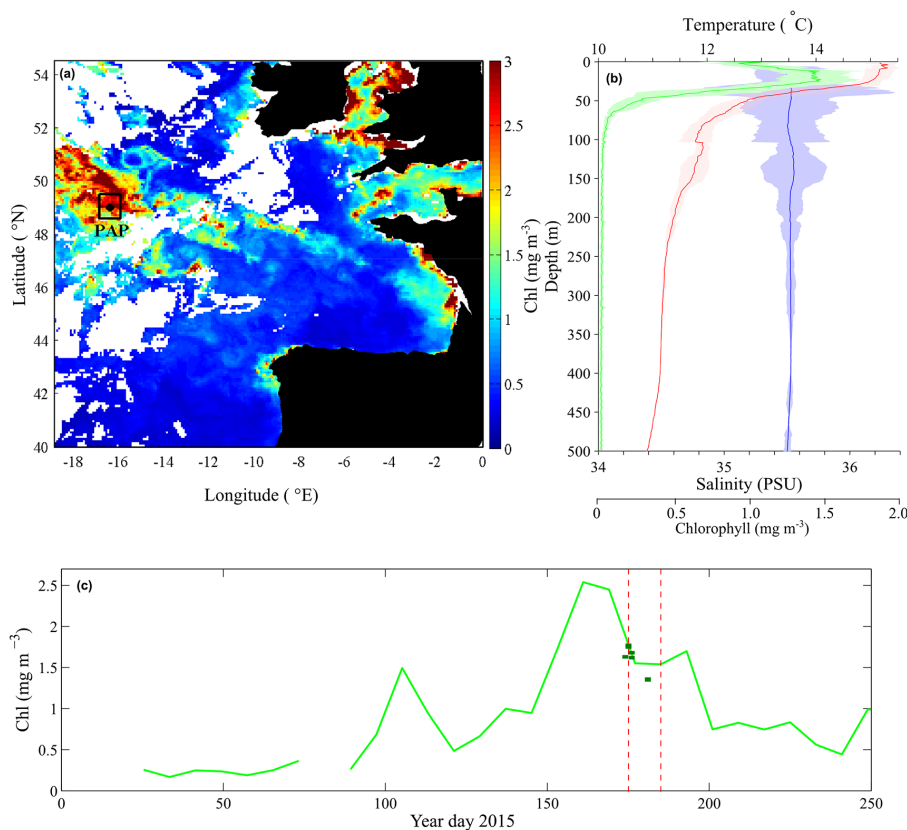 (a)
54
52
50
48
46
44
42
40
-18 -16 -14 -12 -10 -8 -6 -4 -2 0
Latitude ( °N)
Longitude ( °E)
PAP
3
2.5
2
1.5
1
0.5
0
Chl (mg m⁻³)
Temperature ( °C)
10 12 14 15
(b)
0
50
100
150
200
250
300
350
400
450
500
Depth (m)
34 35 36
Salinity (PSU)
0 0.5 1.0 1.5 2.0
Chlorophyll (mg m⁻³)
(c)
2.5
2
1.5
1
0.5
0
Chl (mg m⁻³)
0 50 100 150 200 250
Year day 2015